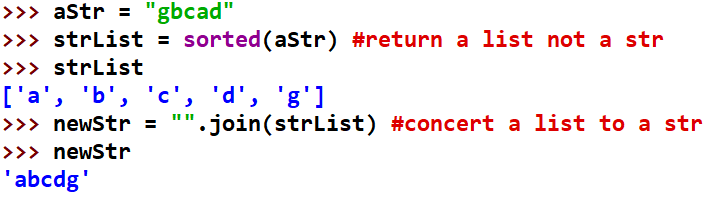 >>> aStr = "gbcad"
>>> strList = sorted(aStr) #return a list not a str
>>> strList
['a', 'b', 'c', 'd', 'g']
>>> newStr = "".join(strList) #concert a list to a str
>>> newStr
'abcdg'